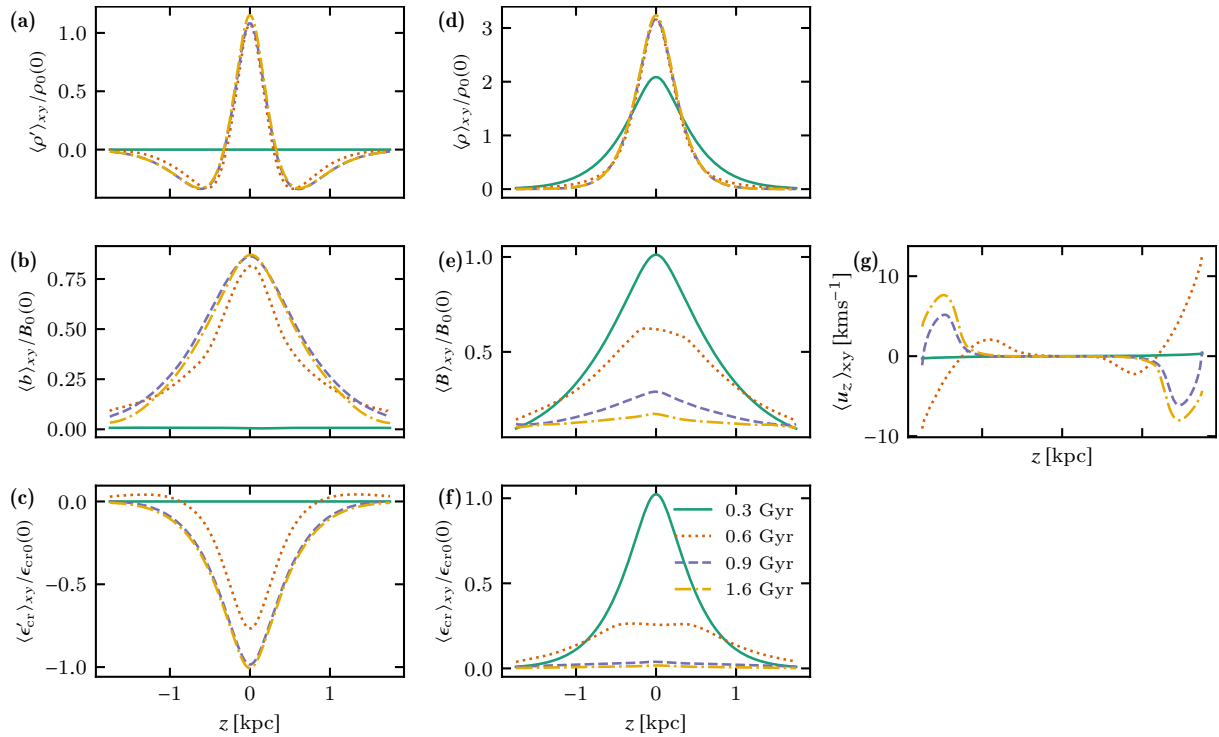 (a)
⟨ρ′⟩xy/ρ0(0)
1.0
0.5
0.0
(d)
⟨ρ⟩xy/ρ0(0)
3
2
1
0
(b)
⟨b⟩xy/B0(0)
0.75
0.50
0.25
0.00
(e)
⟨B⟩xy/B0(0)
1.0
0.5
(g)
⟨uz⟩xy [kms−1]
10
0
−10
z [kpc]
(c)
⟨ϵ′cr⟩xy/ϵcr0(0)
0.0
−0.5
−1.0
−1
0
1
z [kpc]
(f)
⟨ϵcr⟩xy/ϵcr0(0)
1.0
0.5
0.0
0.3 Gyr
0.6 Gyr
0.9 Gyr
1.6 Gyr
−1
0
1
z [kpc]